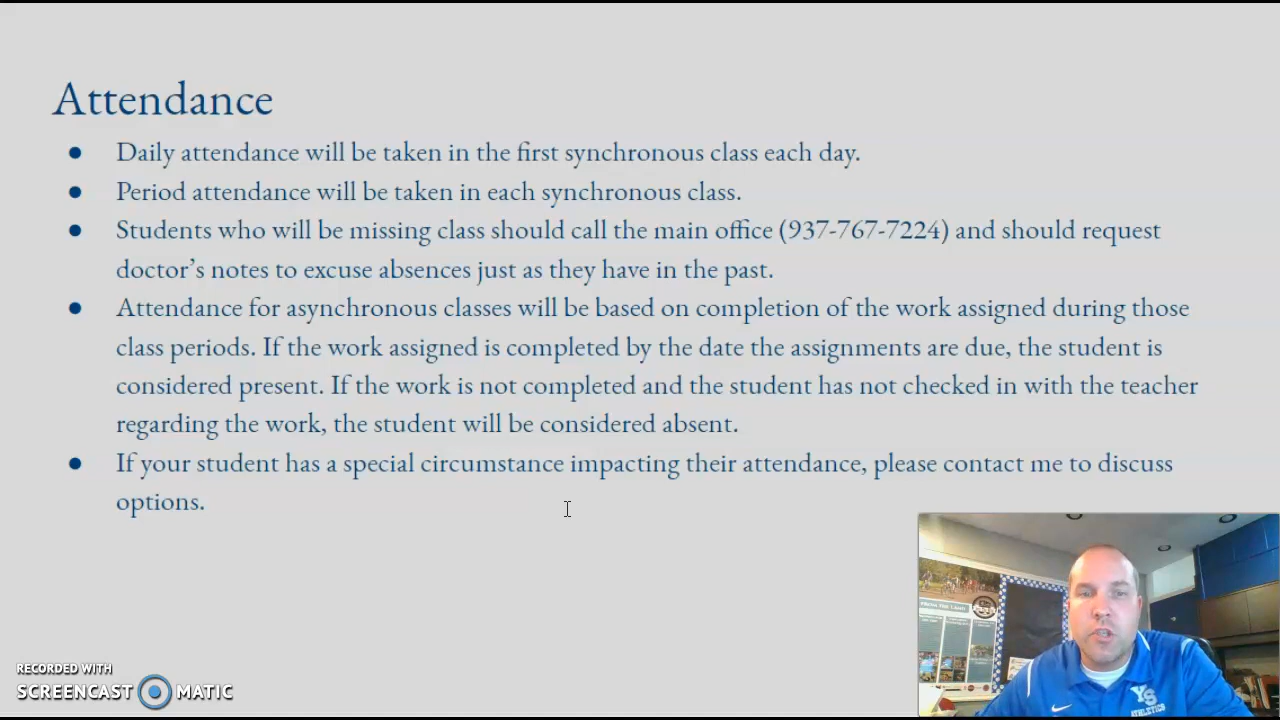 Attendance
● Daily attendance will be taken in the first synchronous class each day.
● Period attendance will be taken in each synchronous class.
● Students who will be missing class should call the main office (937-767-7224) and should request
doctor's notes to excuse absences just as they have in the past.
● Attendance for asynchronous classes will be based on completion of the work assigned during those
class periods. If the work assigned is completed by the date the assignments are due, the student is
considered present. If the work is not completed and the student has not checked in with the teacher
regarding the work, the student will be considered absent.
● If your student has a special circumstance impacting their attendance, please contact me to discuss
options.
RECORDED WITH
SCREENCAST MATIC
YS
ATHLETICS